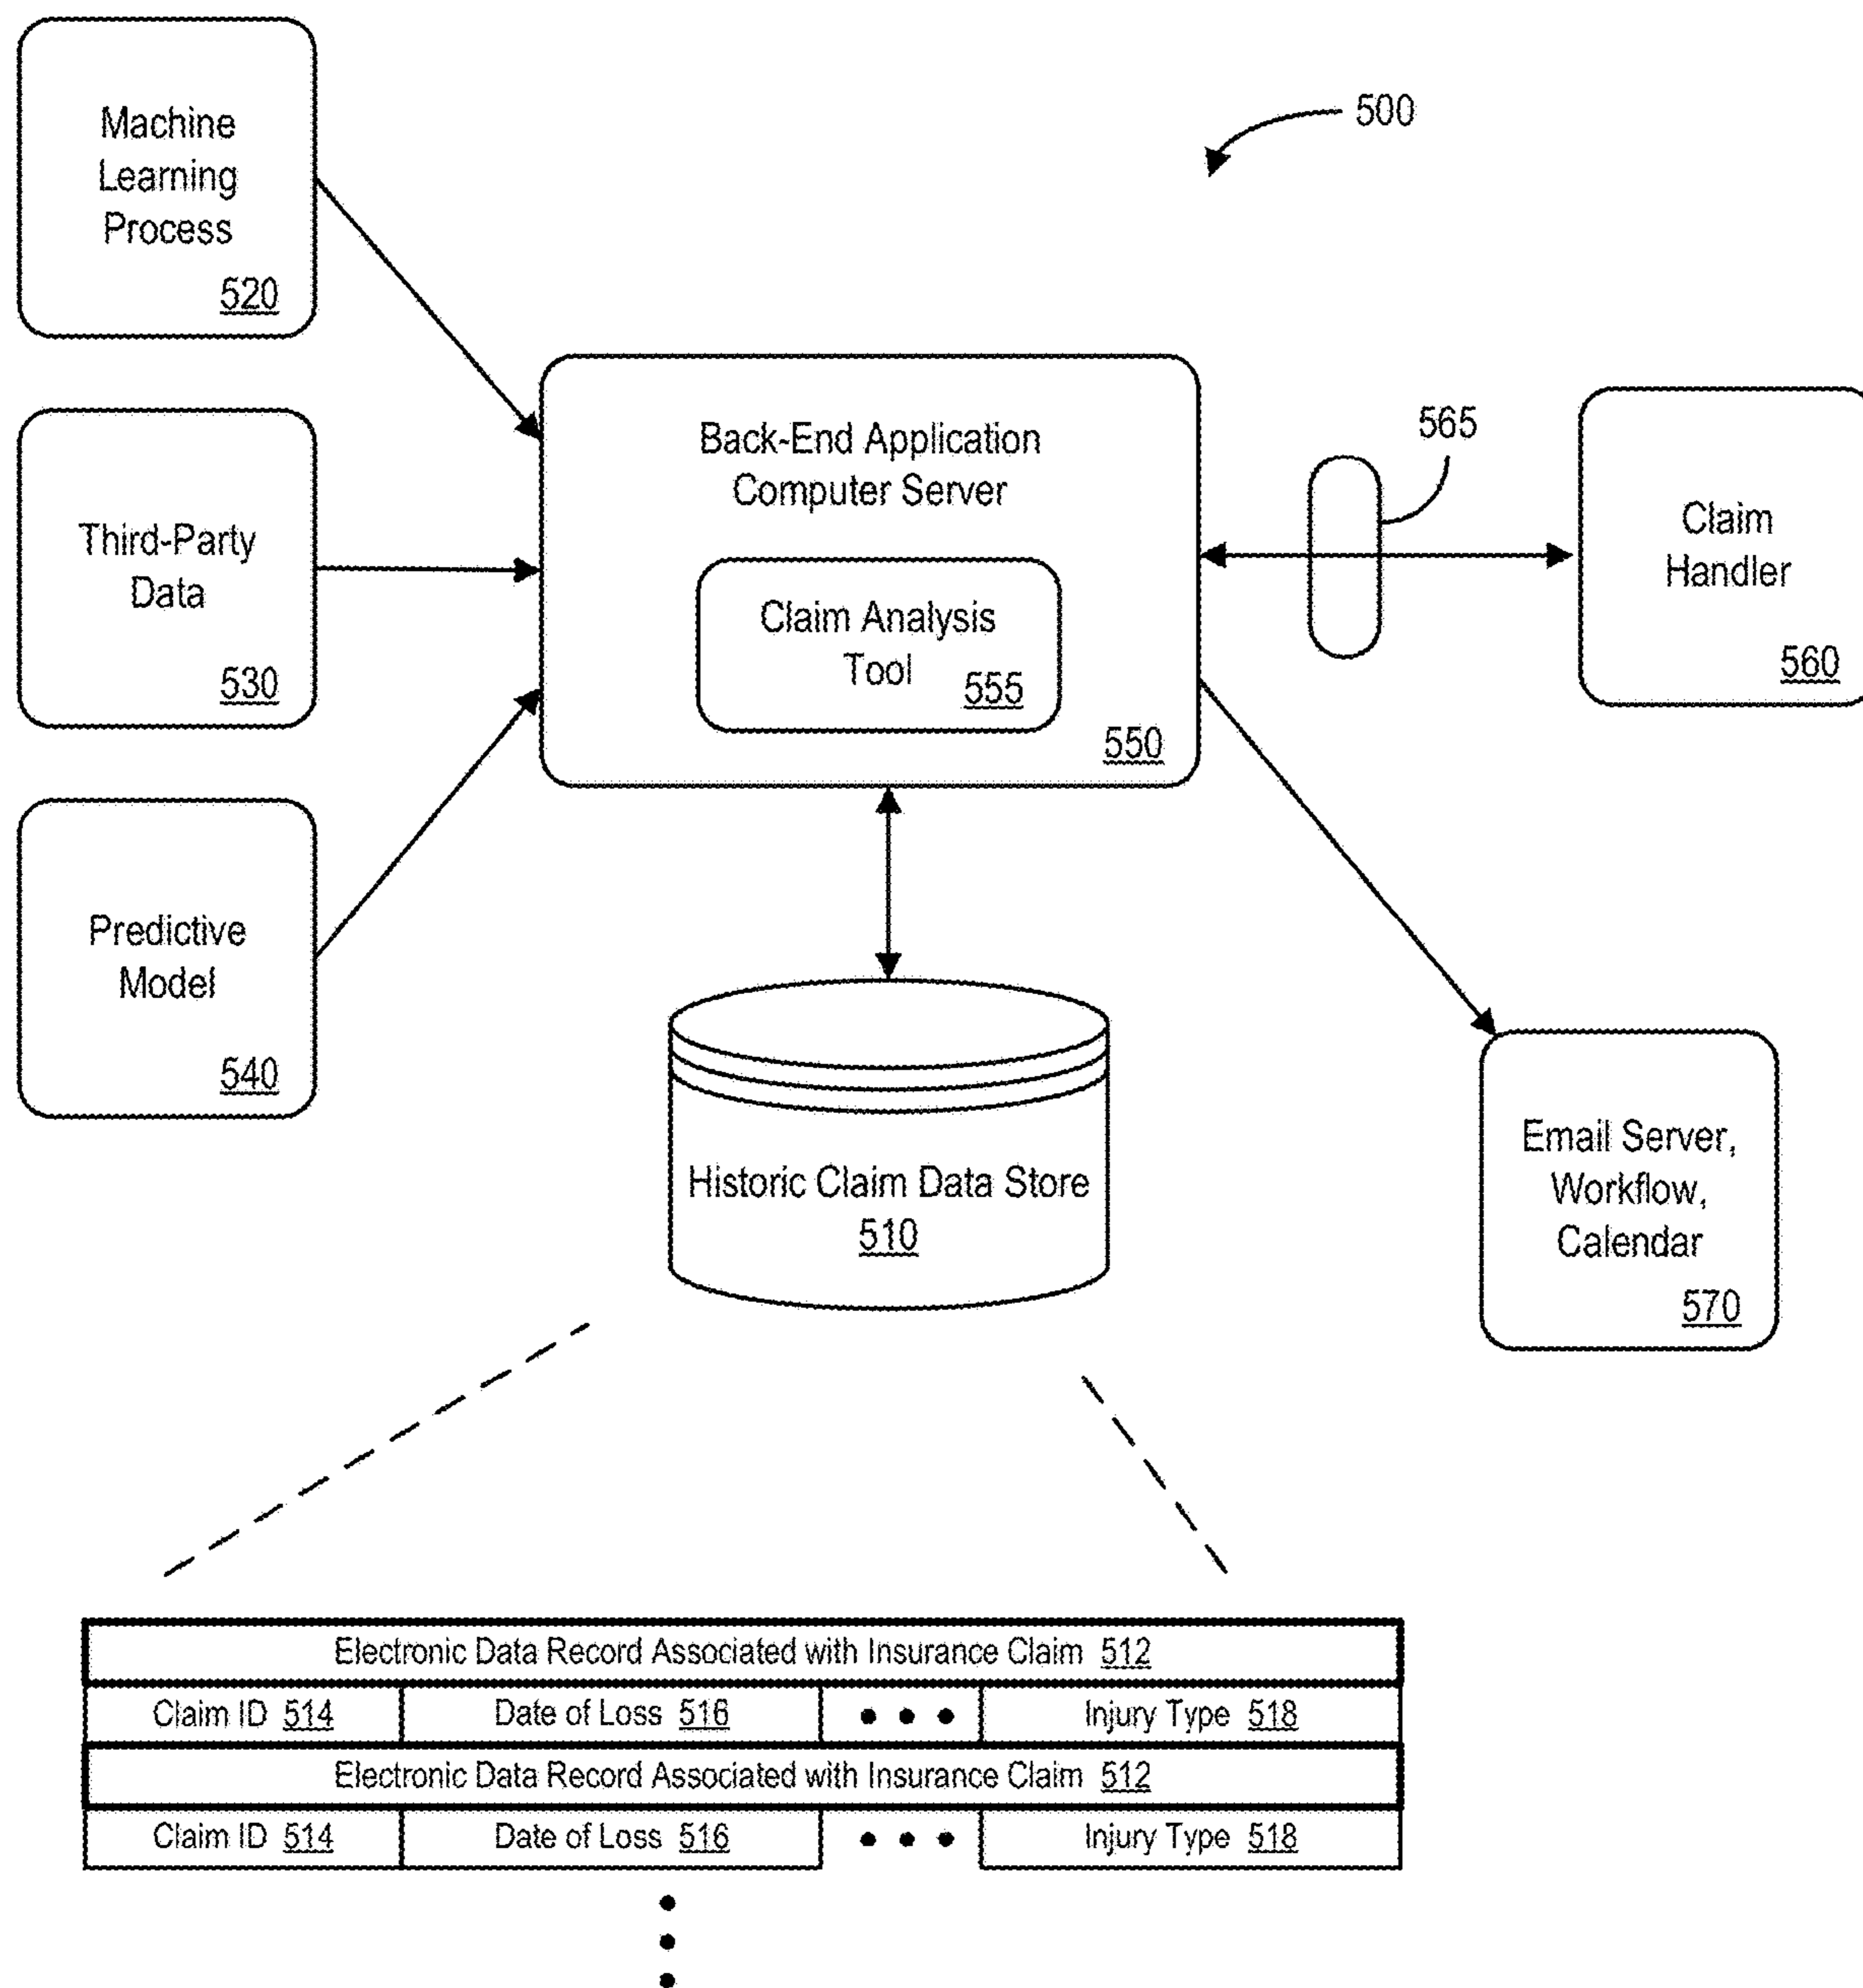 Machine
Learning
Process
520
500
Third-Party
Data
530
Back-End Application
Computer Server
Claim Analysis
Tool 555
550
565
Claim
Handler
560
Predictive
Model
540
Historic Claim Data Store
510
Email Server,
Workflow,
Calendar
570
Electronic Data Record Associated with Insurance Claim 512
Claim ID 514 Date of Loss 516 • • • Injury Type 518
Electronic Data Record Associated with Insurance Claim 512
Claim ID 514 Date of Loss 516 • • • Injury Type 518